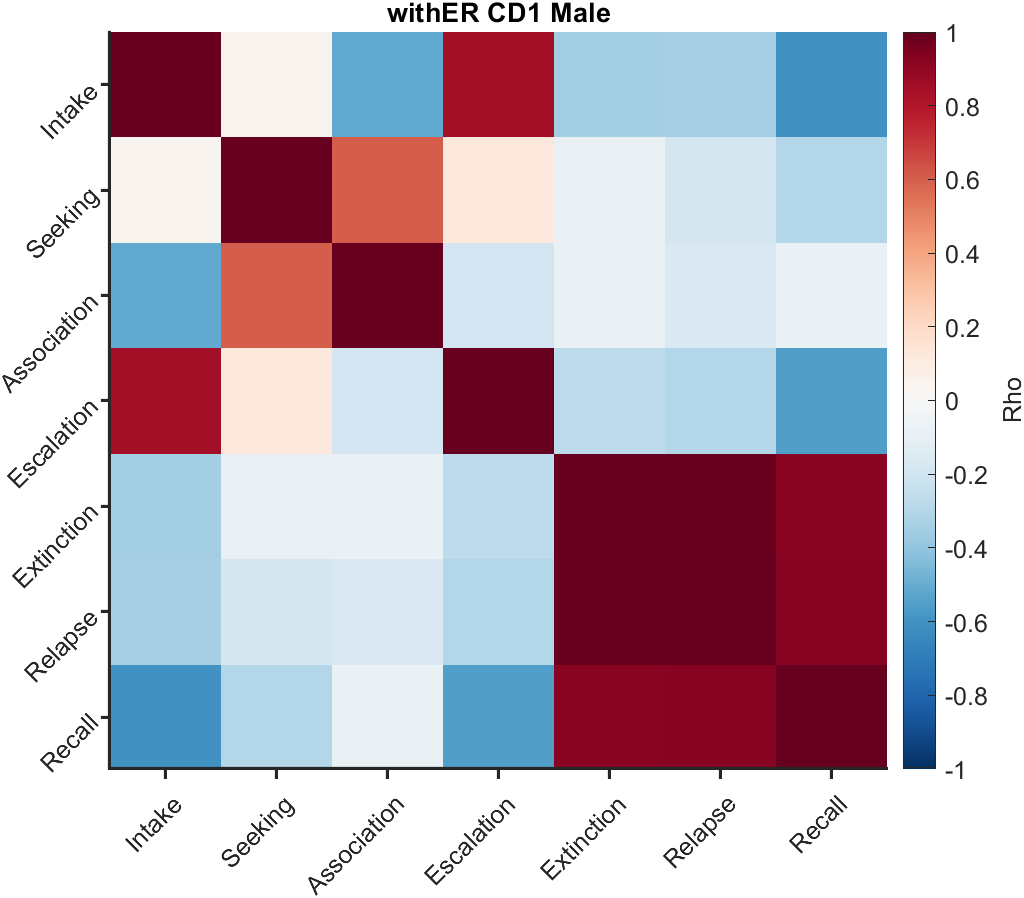 withER CD1 Male
Intake
Seeking
Association
Escalation
Extinction
Relapse
Recall
Intake
Seeking
Association
Escalation
Extinction
Relapse
Recall
1
0.8
0.6
0.4
0.2
0
-0.2
-0.4
-0.6
-0.8
-1
Rho